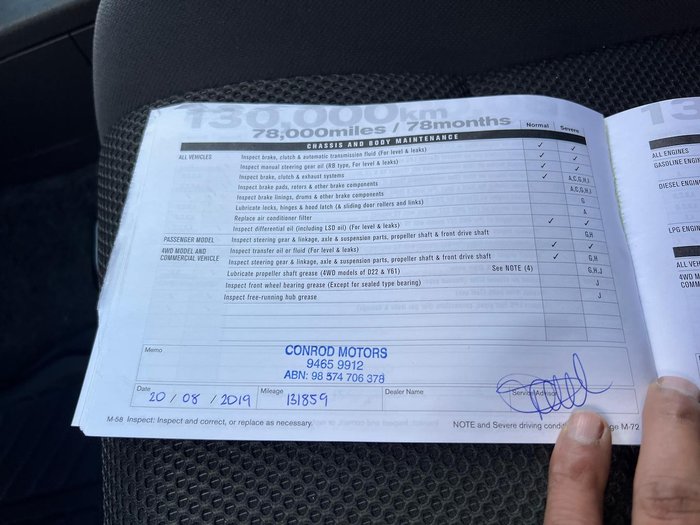 130,000km
78,000miles / 78months
CHASSIS AND BODY MAINTENANCE Normal Severe
ALL VEHICLES Inspect brake, clutch & automatic transmission fluid (For level & leaks) ✓ ✓
Inspect manual steering gear oil (RB type, For level & leaks) ✓ ✓
Inspect brake, clutch & exhaust systems ✓ ✓
Inspect brake pads, rotors & other brake components A,C,G,H,J
Inspect brake linings, drums & other brake components A,C,G,H,J
Lubricate locks, hinges & hood latch (& sliding door rollers and links) G
Replace air conditioner filter A
Inspect differential oil (including LSD oil) (For level & leaks) ✓ ✓
PASSENGER MODEL Inspect steering gear & linkage, axle & suspension parts, propeller shaft & front drive shaft G,H
4WD MODEL AND Inspect transfer oil or fluid (For level & leaks) ✓ ✓
COMMERCIAL VEHICLE Inspect steering gear & linkage, axle & suspension parts, propeller shaft & front drive shaft ✓ G,H
Lubricate propeller shaft grease (4WD models of D22 & Y61) See NOTE (4) G,H,J
Inspect front wheel bearing grease (Except for sealed type bearing) J
Inspect free-running hub grease J
Memo
CONROD MOTORS
9465 9912
ABN: 98 374 706 378
Date Mileage Dealer Name Service Advisor
20 / 08 / 2019 131859
M-58 Inspect: Inspect and correct, or replace as necessary. NOTE and Severe driving condi
13
ALL ENGINES
GASOLINE ENGIN
DIESEL ENGIN
LPG ENGIN
ALL VEH
4WD M
COMM
ge M-72